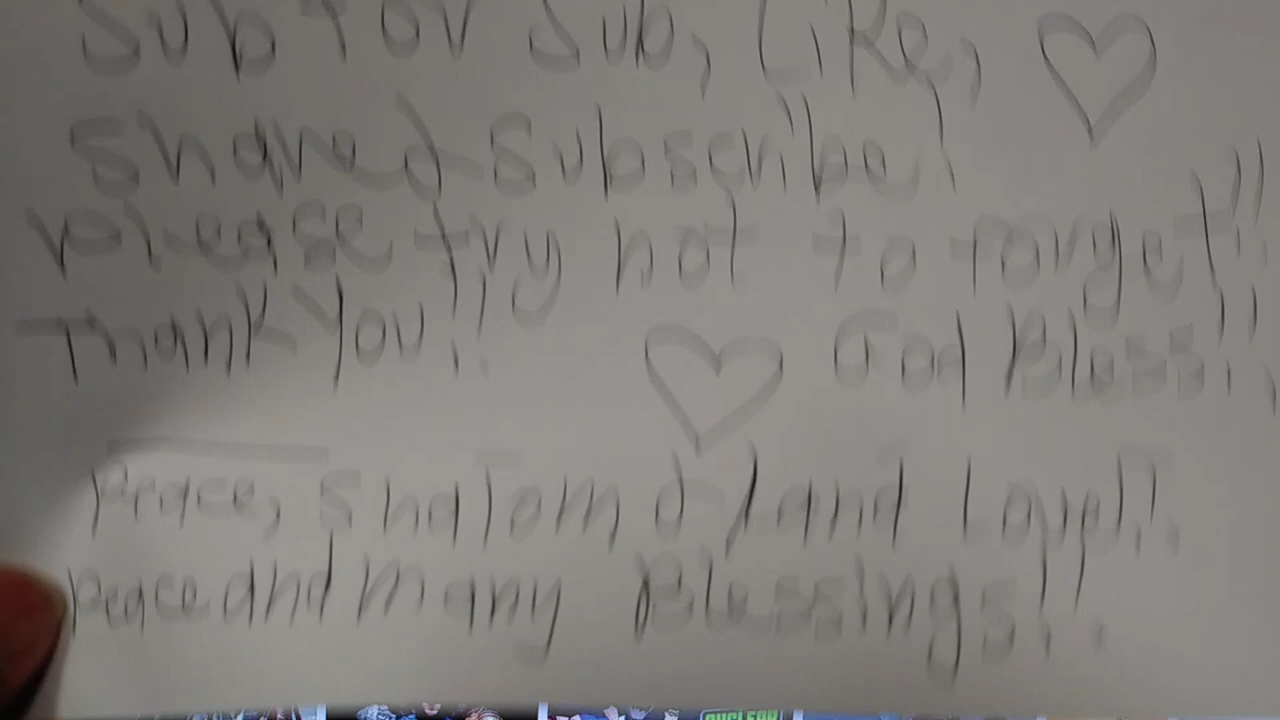 Sub for Sub, Like, ♡
Share & Subscribe!
please try not to forget!!
Thank You!! ♡ God Bless!!
Peace, Shalom & / and Love!!
Peace and Many Blessings!!
NUCLEAR